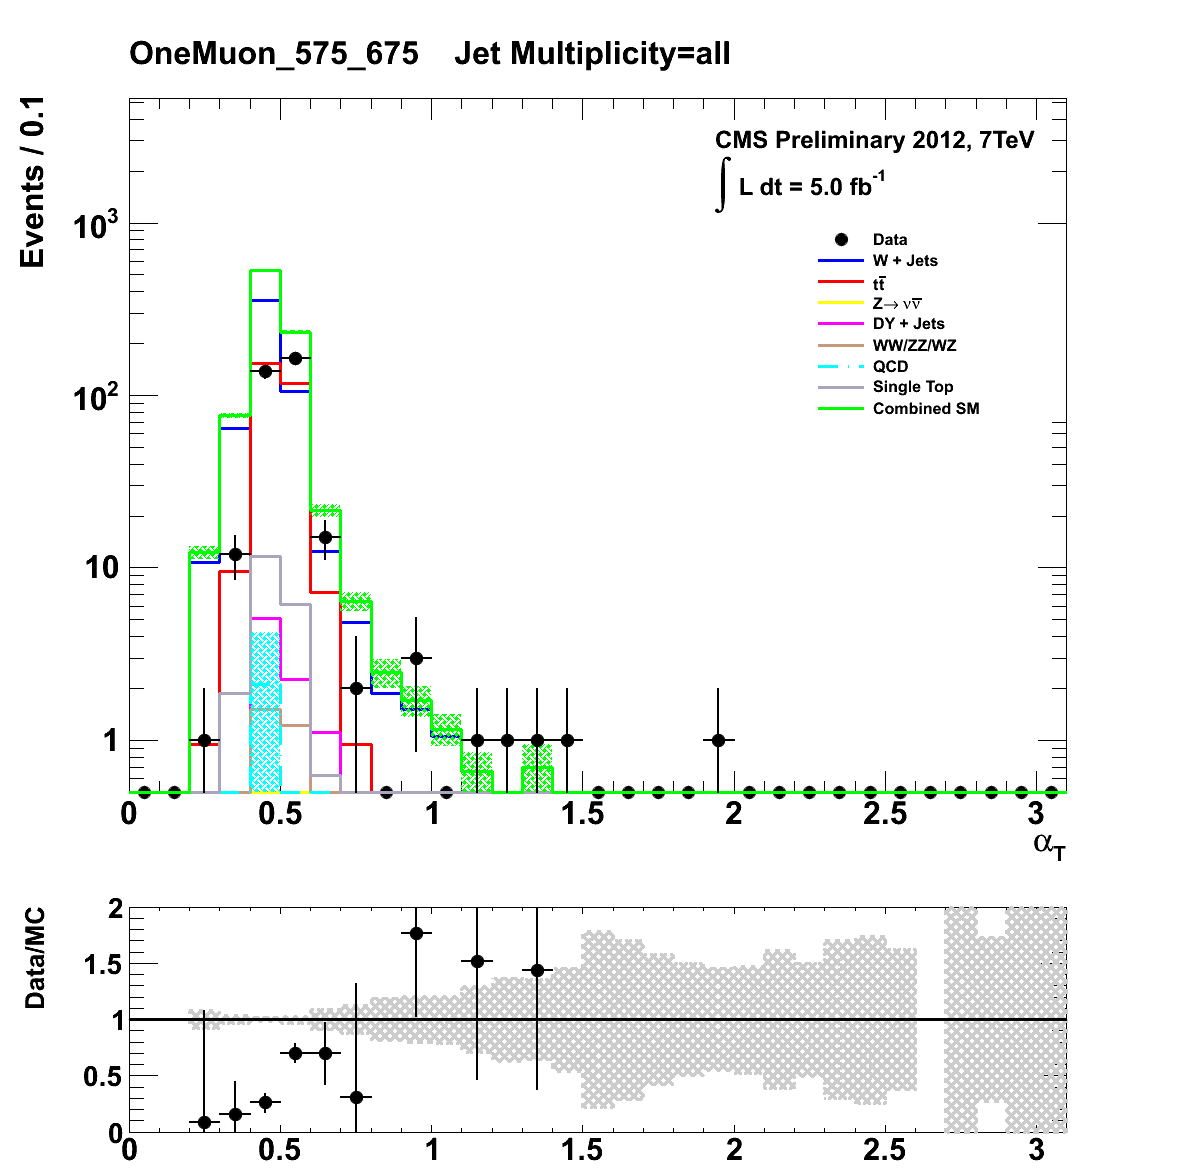 OneMuon_575_675 Jet Multiplicity=all
Events / 0.1
CMS Preliminary 2012, 7TeV
∫ L dt = 5.0 fb⁻¹
Data
W + Jets
tt̅
Z→ νν̅
DY + Jets
WW/ZZ/WZ
QCD
Single Top
Combined SM
10³
10²
10
1
0 0.5 1 1.5 2 2.5 3
α_T
Data/MC
2
1.5
1
0.5
0
0 0.5 1 1.5 2 2.5 3